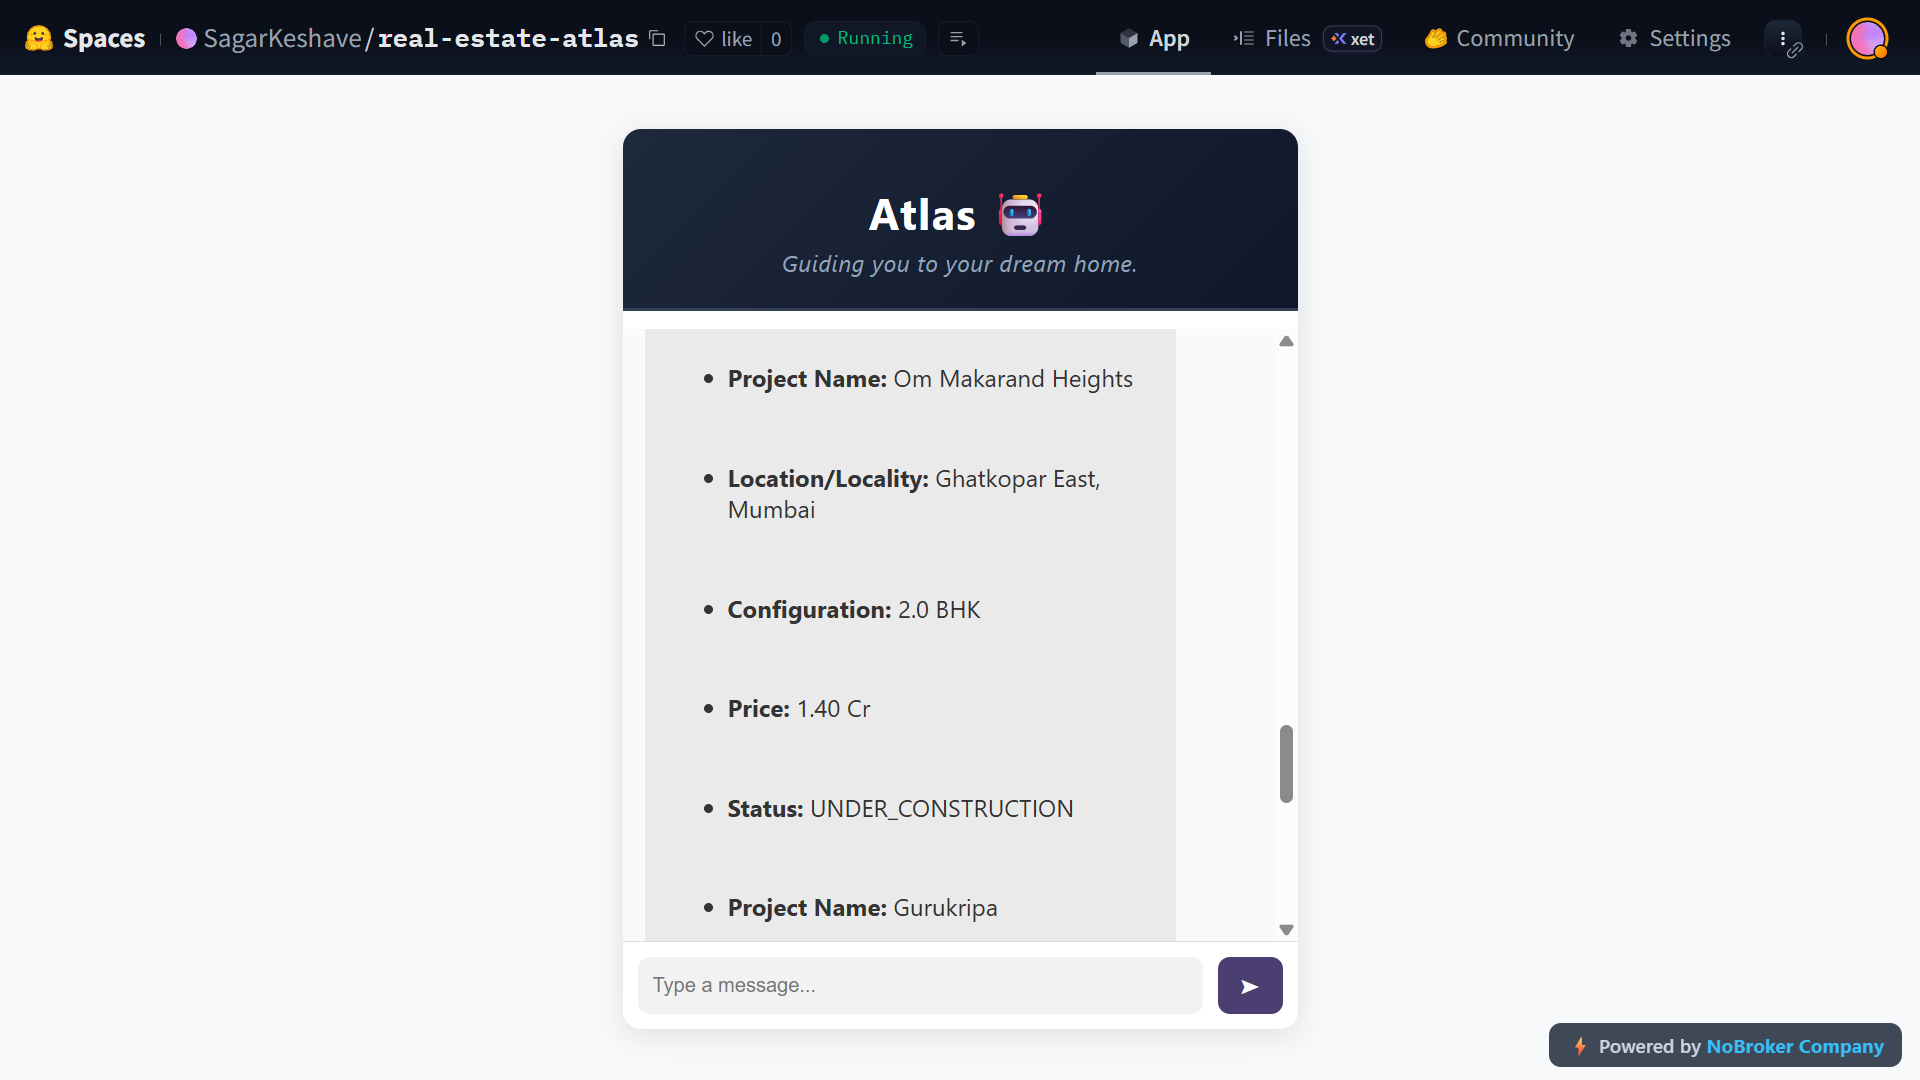 Spaces
SagarKeshave/real-estate-atlas
like 0
Running
App
Files
xet
Community
Settings
Atlas
Guiding you to your dream home.
• Project Name: Om Makarand Heights
• Location/Locality: Ghatkopar East,
Mumbai
• Configuration: 2.0 BHK
• Price: 1.40 Cr
• Status: UNDER_CONSTRUCTION
• Project Name: Gurukripa
Type a message...
Powered by NoBroker Company